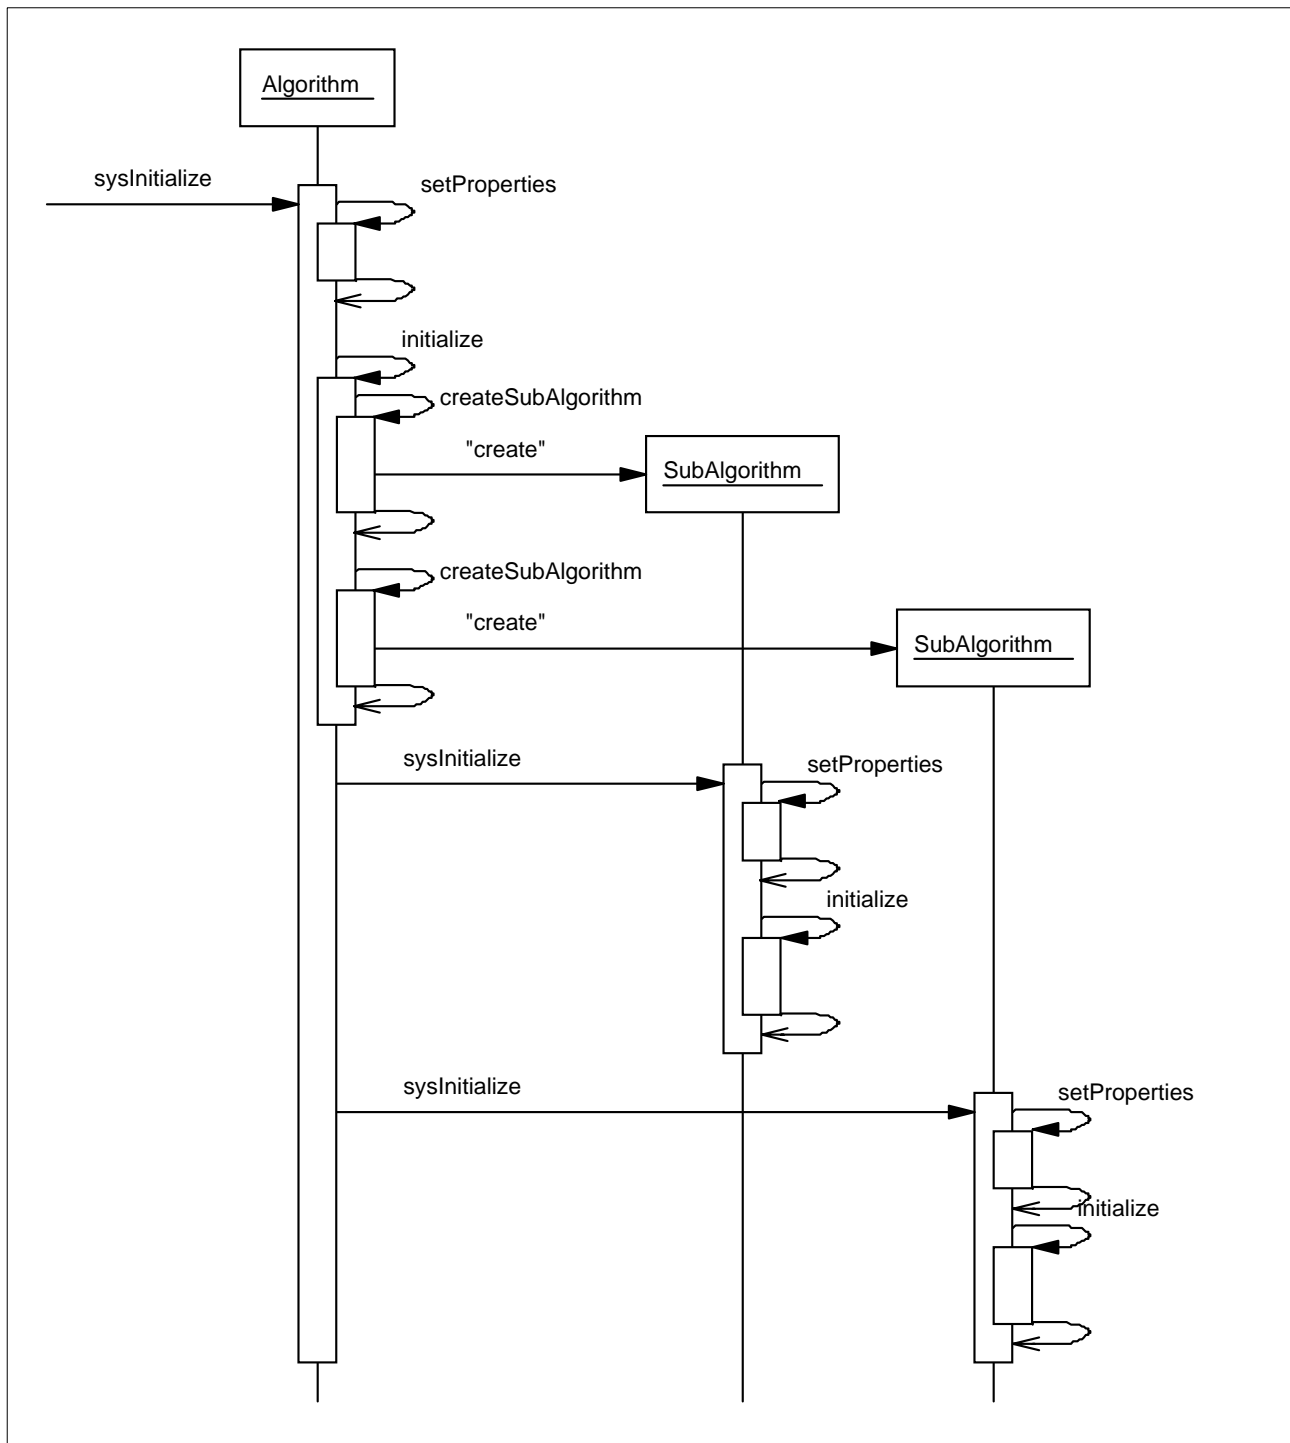 Algorithm
sysInitialize
setProperties
initialize
createSubAlgorithm
"create"
SubAlgorithm
createSubAlgorithm
"create"
SubAlgorithm
sysInitialize
setProperties
initialize
sysInitialize
setProperties
initialize